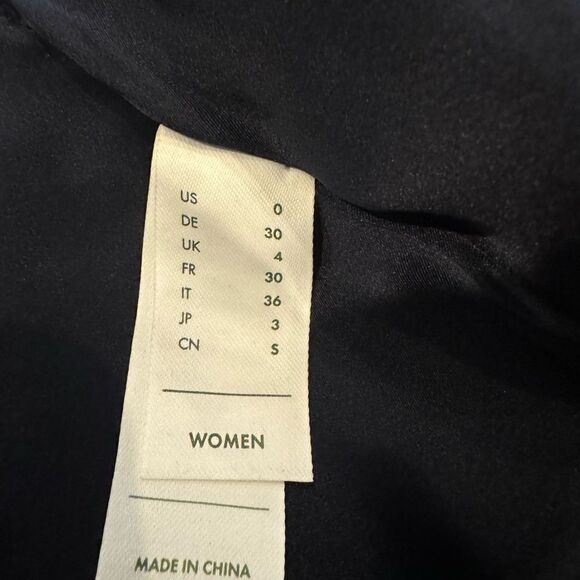 US 0
DE 30
UK 4
FR 30
IT 36
JP 3
CN S
WOMEN
MADE IN CHINA